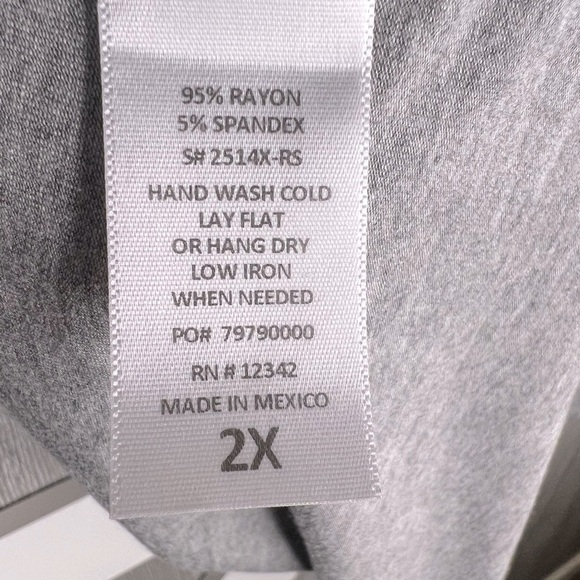 95% RAYON
5% SPANDEX
S# 2514X-RS
HAND WASH COLD
LAY FLAT
OR HANG DRY
LOW IRON
WHEN NEEDED
PO# 79790000
RN # 12342
MADE IN MEXICO
2X